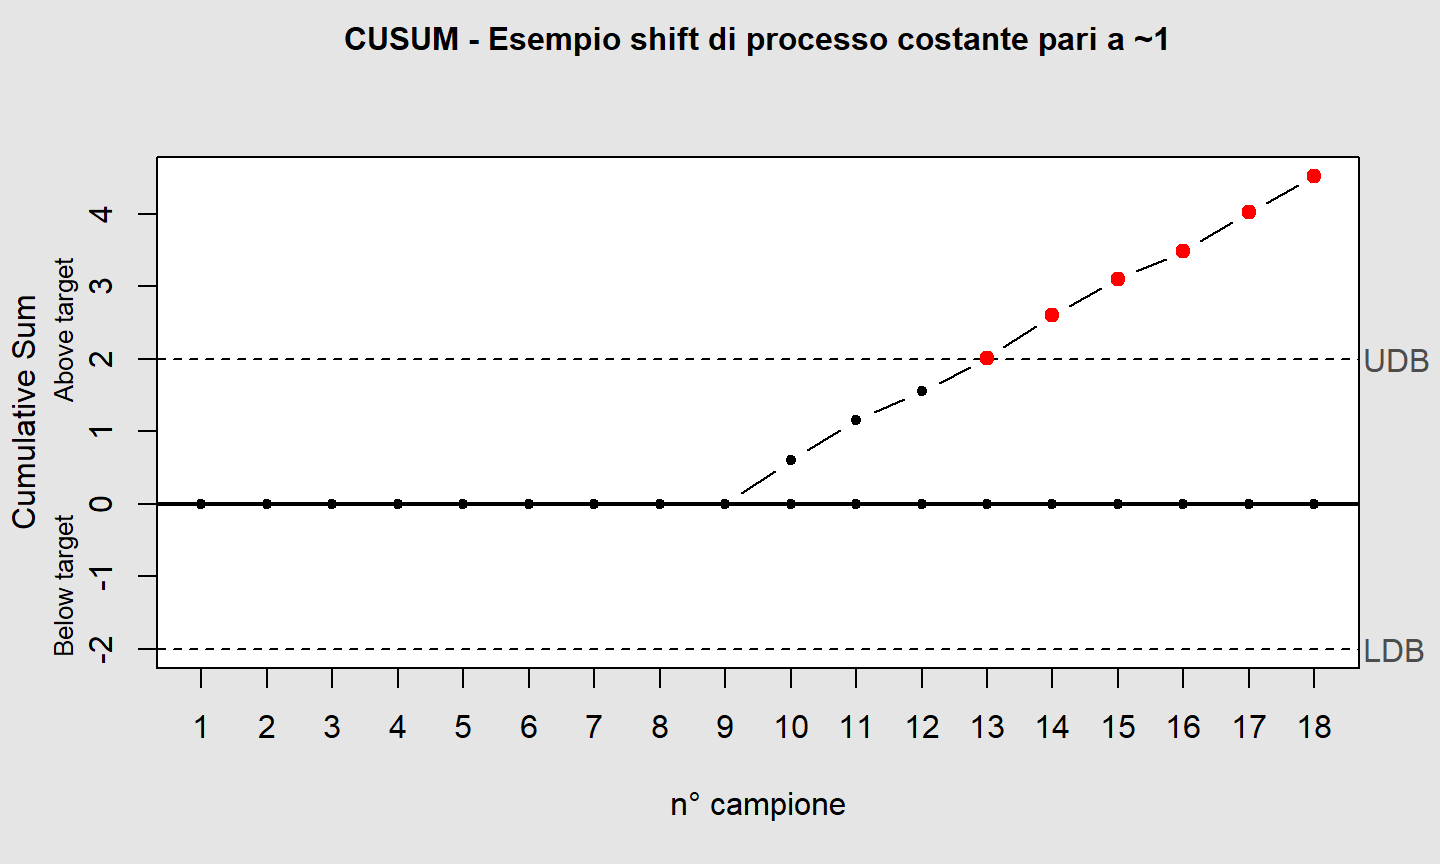 CUSUM - Esempio shift di processo costante pari a ~1
Cumulative Sum
Above target
Below target
4
3
2
1
0
-1
-2
UDB
LDB
1 2 3 4 5 6 7 8 9 10 11 12 13 14 15 16 17 18
n° campione